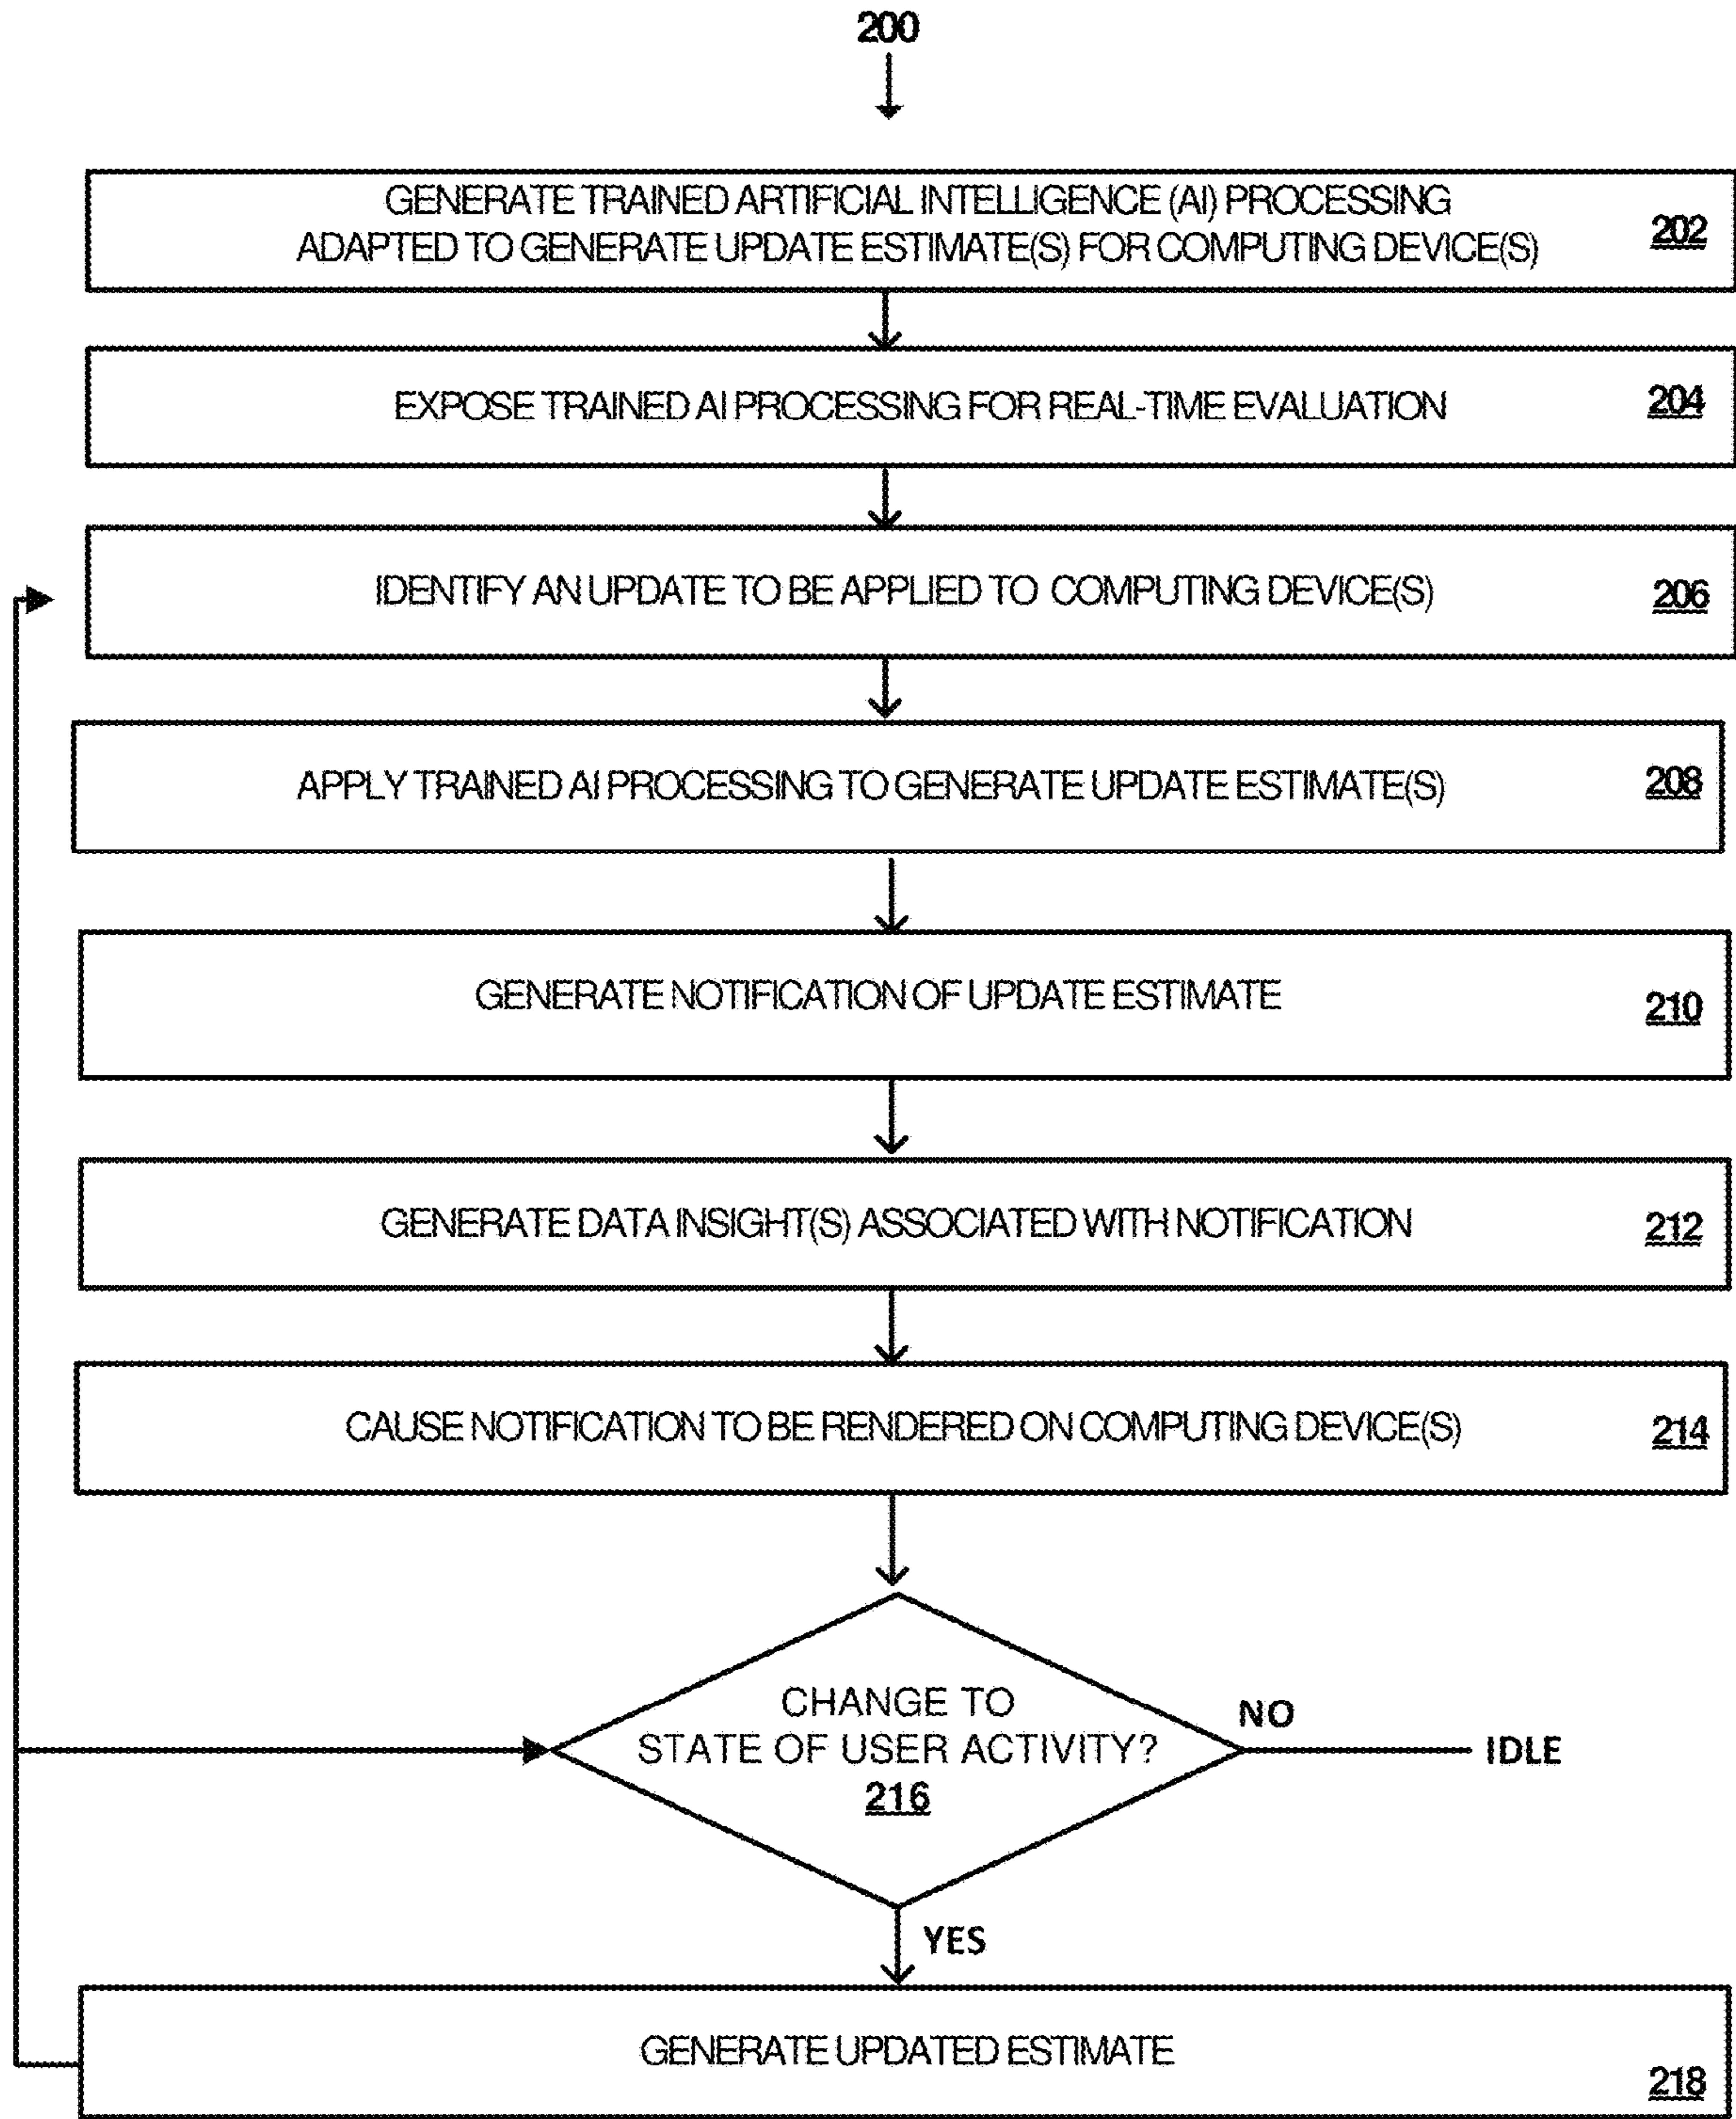 200
GENERATE TRAINED ARTIFICIAL INTELLIGENCE (AI) PROCESSING
ADAPTED TO GENERATE UPDATE ESTIMATE(S) FOR COMPUTING DEVICE(S)
202
EXPOSE TRAINED AI PROCESSING FOR REAL-TIME EVALUATION
204
IDENTIFY AN UPDATE TO BE APPLIED TO COMPUTING DEVICE(S)
206
APPLY TRAINED AI PROCESSING TO GENERATE UPDATE ESTIMATE(S)
208
GENERATE NOTIFICATION OF UPDATE ESTIMATE
210
GENERATE DATA INSIGHT(S) ASSOCIATED WITH NOTIFICATION
212
CAUSE NOTIFICATION TO BE RENDERED ON COMPUTING DEVICE(S)
214
CHANGE TO
STATE OF USER ACTIVITY?
216
NO
IDLE
YES
GENERATE UPDATED ESTIMATE
218